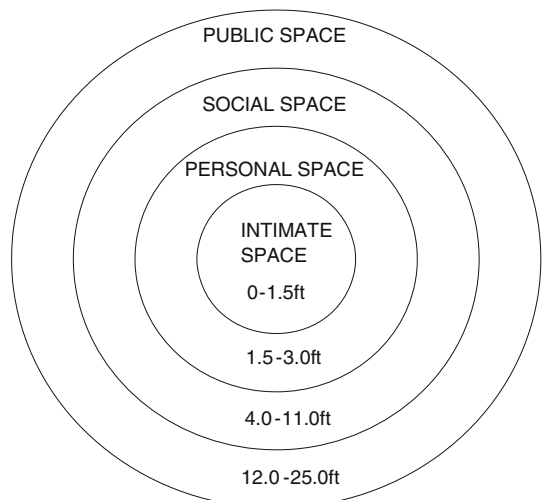 PUBLIC SPACE
SOCIAL SPACE
PERSONAL SPACE
INTIMATE
SPACE
0-1.5ft
1.5-3.0ft
4.0-11.0ft
12.0-25.0ft